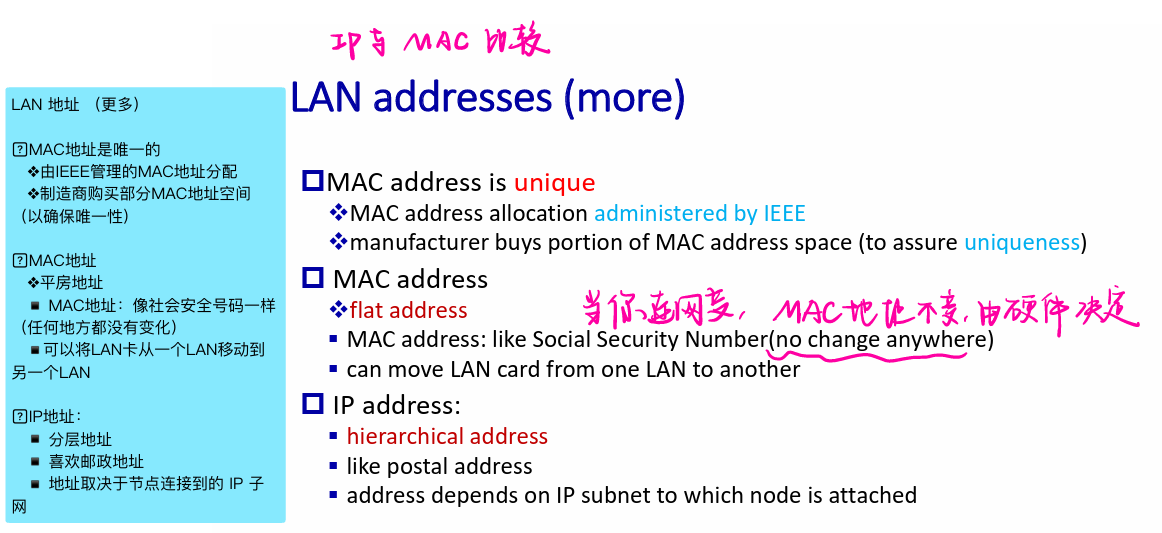 IP与 MAC 比较
LAN addresses (more)
LAN 地址 （更多）
?MAC地址是唯一的
❖由IEEE管理的MAC地址分配
❖制造商购买部分MAC地址空间
（以确保唯一性）
?MAC地址
❖平房地址
▪ MAC地址：像社会安全号码一样
（任何地方都没有变化）
▪可以将LAN卡从一个LAN移动到
另一个LAN
?IP地址：
▪ 分层地址
▪ 喜欢邮政地址
▪ 地址取决于节点连接到的 IP 子
网
❑MAC address is unique
❖MAC address allocation administered by IEEE
❖manufacturer buys portion of MAC address space (to assure uniqueness)
❑ MAC address
❖flat address
当你连网变， MAC地址不变，由硬件决定
▪ MAC address: like Social Security Number(no change anywhere)
▪ can move LAN card from one LAN to another
❑ IP address:
▪ hierarchical address
▪ like postal address
▪ address depends on IP subnet to which node is attached